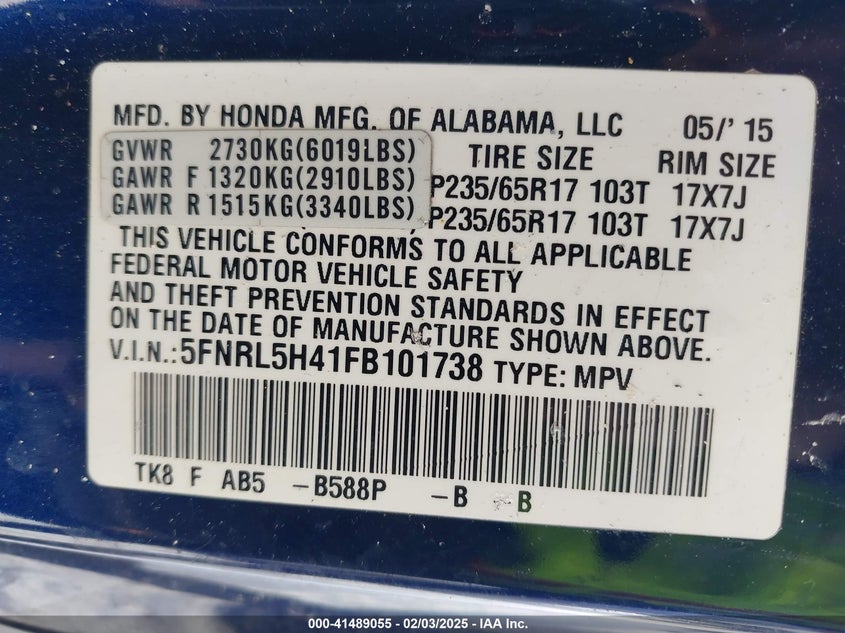 MFD. BY HONDA MFG. OF ALABAMA, LLC 05/' 15
GVWR 2730KG(6019LBS) TIRE SIZE RIM SIZE
GAWR F 1320KG(2910LBS) P235/65R17 103T 17X7J
GAWR R 1515KG(3340LBS) P235/65R17 103T 17X7J
THIS VEHICLE CONFORMS TO ALL APPLICABLE
FEDERAL MOTOR VEHICLE SAFETY
AND THEFT PREVENTION STANDARDS IN EFFECT
ON THE DATE OF MANUFACTURE SHOWN ABOVE.
V.I.N.:5FNRL5H41FB101738 TYPE: MPV
TK8 F AB5 -B588P -B -B
000-41489055 - 02/03/2025 - IAA Inc.